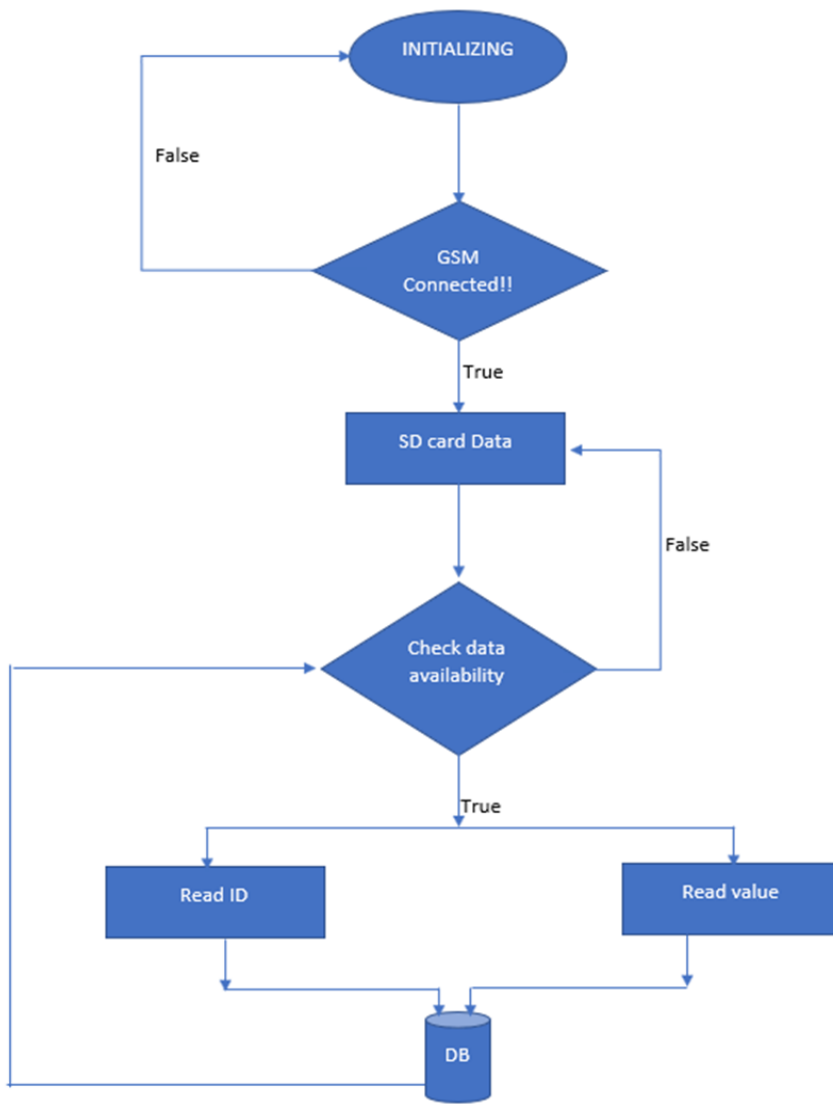 INITIALIZING
False
GSM
Connected!!
True
SD card Data
False
Check data
availability
True
Read ID
Read value
DB